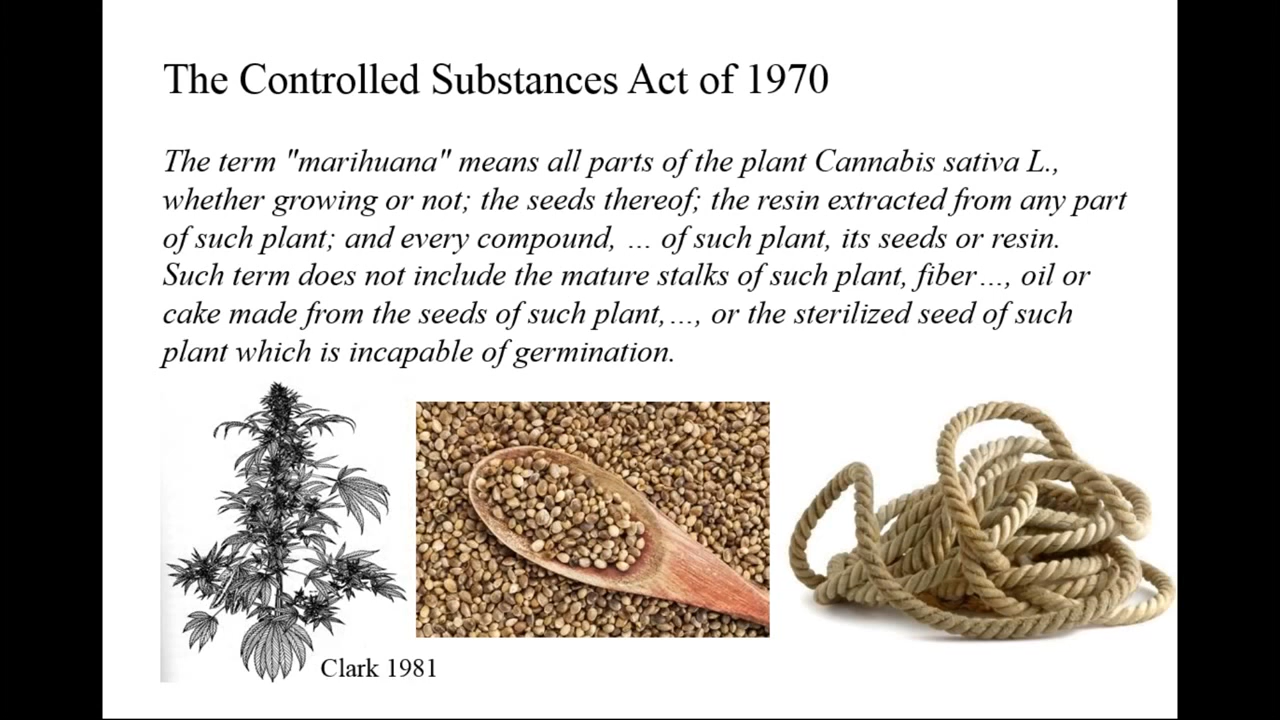 The Controlled Substances Act of 1970
The term "marihuana" means all parts of the plant Cannabis sativa L.,
whether growing or not; the seeds thereof; the resin extracted from any part
of such plant; and every compound, … of such plant, its seeds or resin.
Such term does not include the mature stalks of such plant, fiber…, oil or
cake made from the seeds of such plant,…, or the sterilized seed of such
plant which is incapable of germination.
Clark 1981